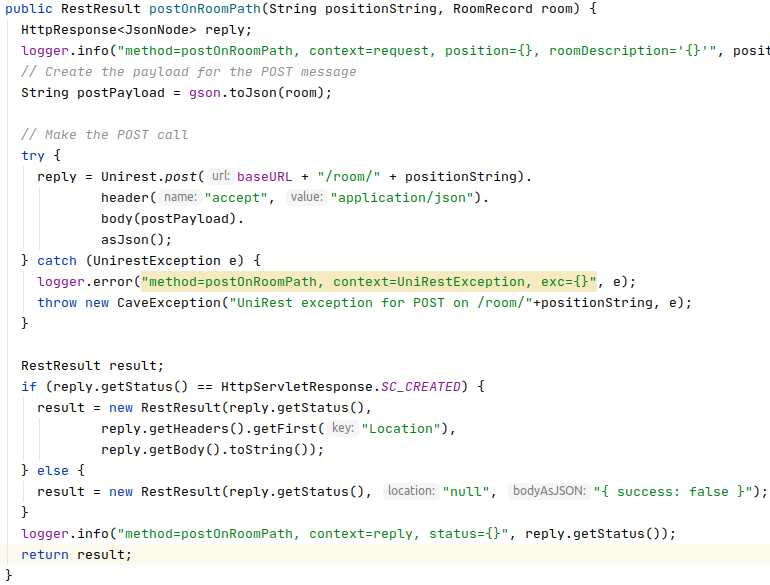 public RestResult postOnRoomPath(String positionString, RoomRecord room) {
HttpResponse<JsonNode> reply;
logger.info("method=postOnRoomPath, context=request, position={}, roomDescription='{}'", posit
// Create the payload for the POST message
String postPayload = gson.toJson(room);
// Make the POST call
try {
reply = Unirest.post( url: baseURL + "/room/" + positionString).
header( name: "accept", value: "application/json").
body(postPayload).
asJson();
} catch (UnirestException e) {
logger.error("method=postOnRoomPath, context=UniRestException, exc={}", e);
throw new CaveException("UniRest exception for POST on /room/"+positionString, e);
}
RestResult result;
if (reply.getStatus() == HttpServletResponse.SC_CREATED) {
result = new RestResult(reply.getStatus(),
reply.getHeaders().getFirst( key: "Location"),
reply.getBody().toString());
} else {
result = new RestResult(reply.getStatus(), location: "null", bodyAsJSON: "{ success: false }");
}
logger.info("method=postOnRoomPath, context=reply, status={}", reply.getStatus());
return result;
}